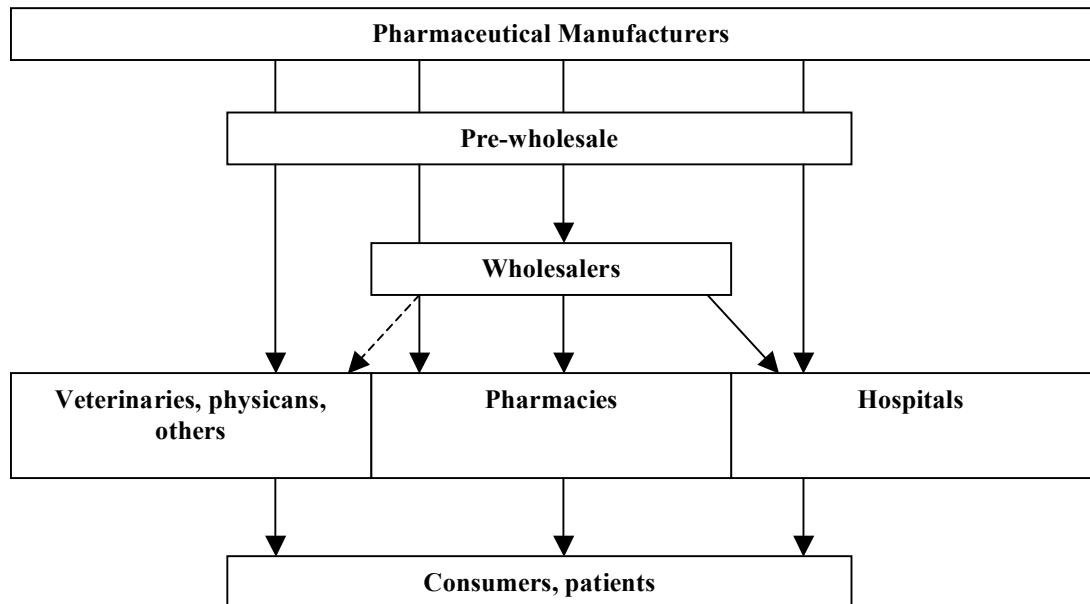 Pharmaceutical Manufacturers
Pre-wholesale
Wholesalers
Veterinaries, physicans,
others
Pharmacies
Hospitals
Consumers, patients